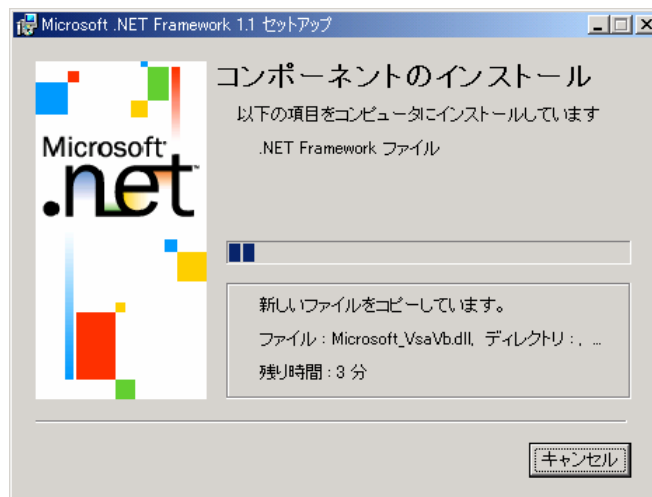 Microsoft .NET Framework 1.1 セットアップ
コンポーネントのインストール
以下の項目をコンピュータにインストールしています
.NET Framework ファイル
Microsoft
.net
新しいファイルをコピーしています。
ファイル : Microsoft_VsaVb.dll, ディレクトリ : , ...
残り時間 : 3 分
キャンセル